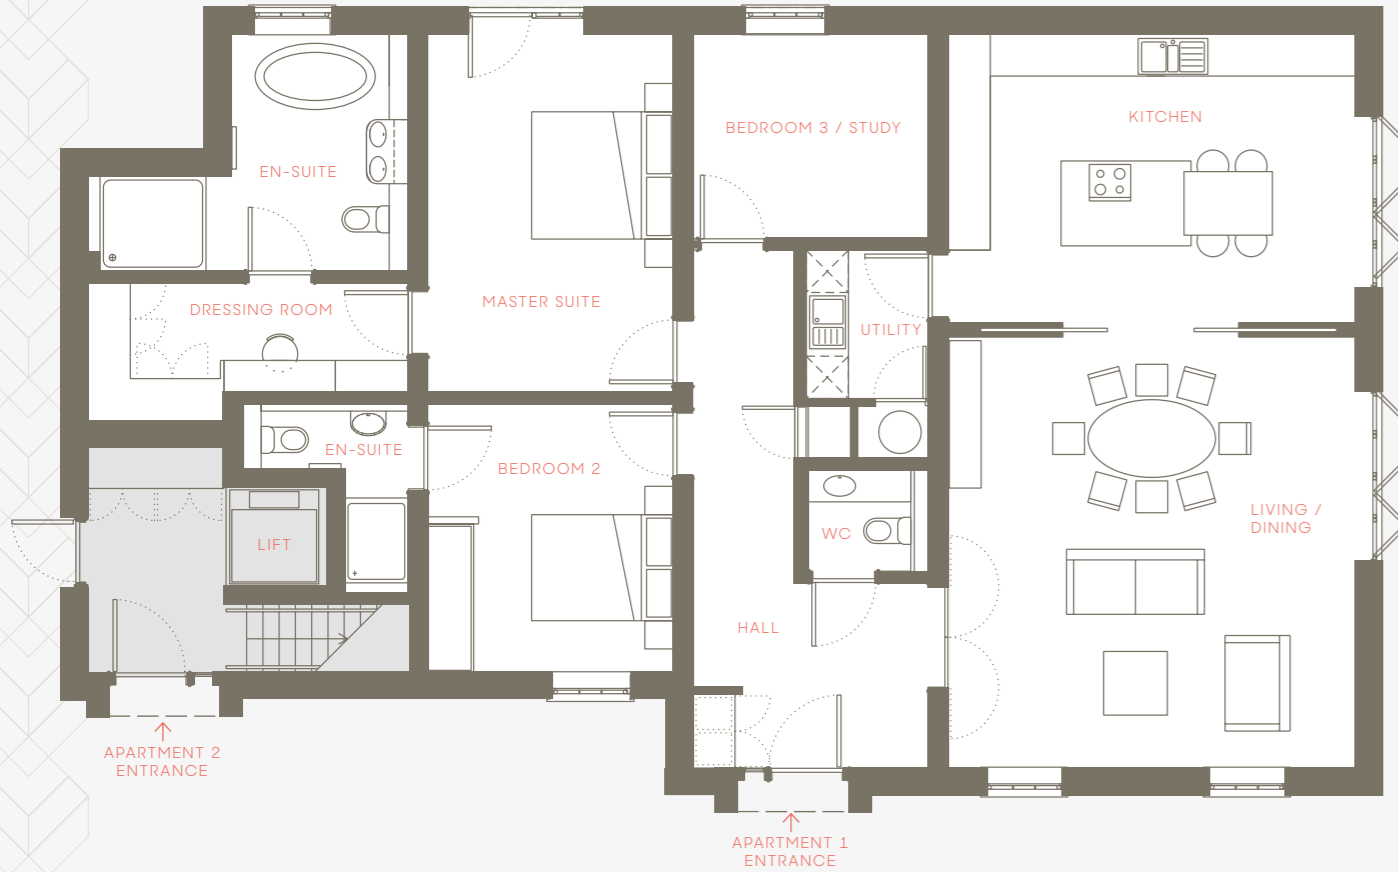 KITCHEN
BEDROOM 3 / STUDY
EN-SUITE
MASTER SUITE
DRESSING ROOM
UTILITY
EN-SUITE
BEDROOM 2
LIVING /
DINING
WC
LIFT
HALL
APARTMENT 2
ENTRANCE
APARTMENT 1
ENTRANCE